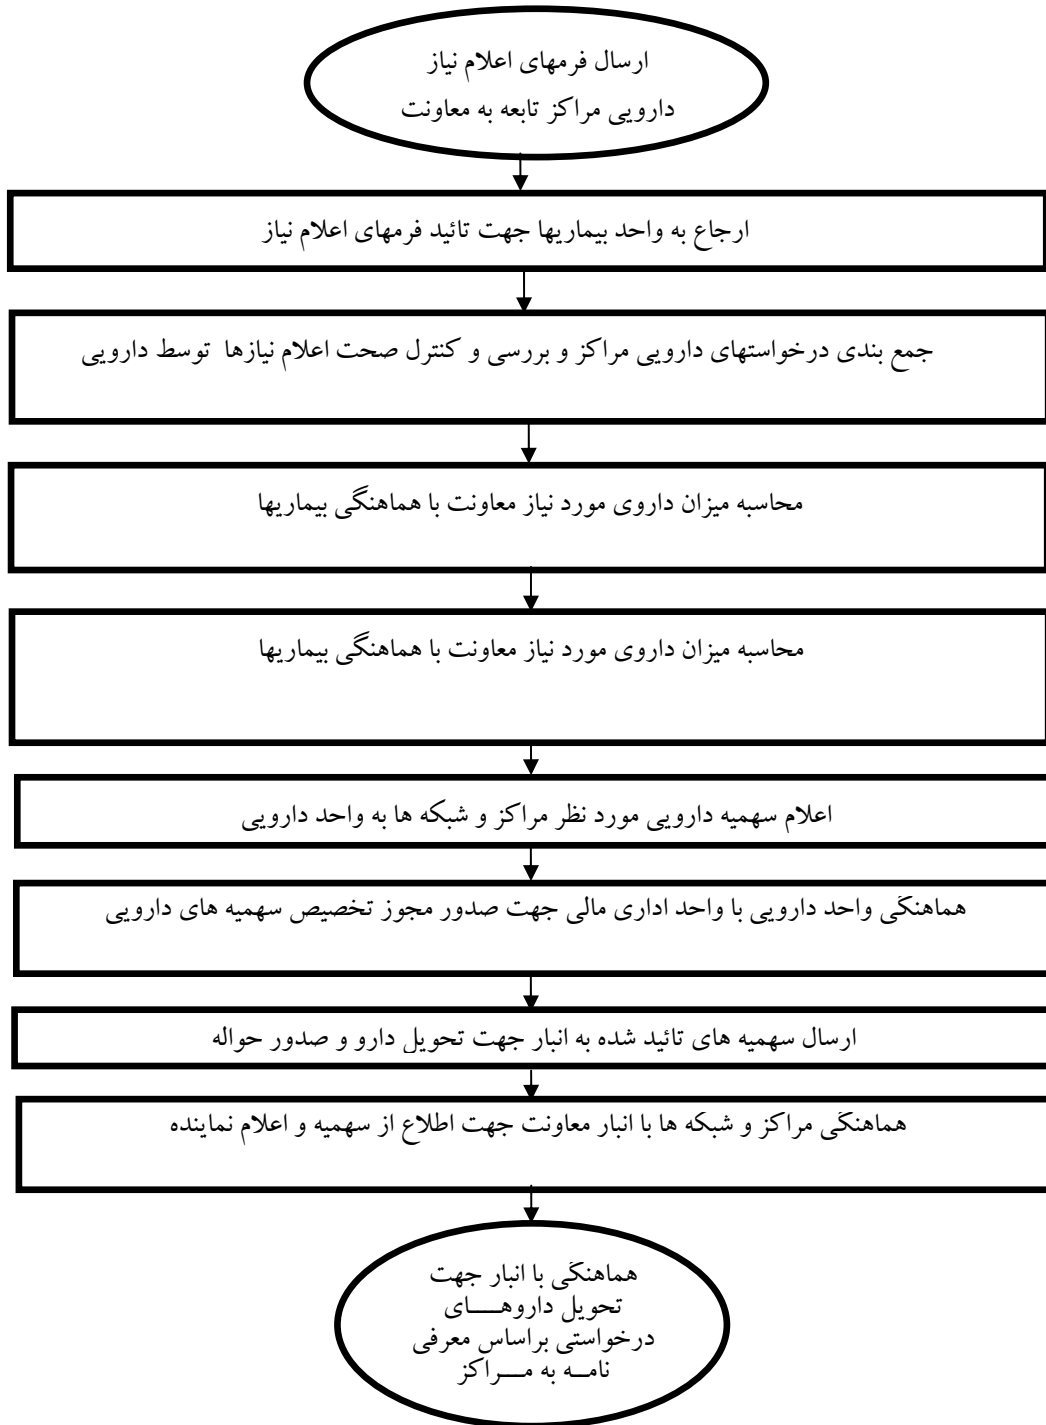 ارسال فرمهای اعلام نیاز
دارویی مراکز تابعه به معاونت
ارجاع به واحد بیماریها جهت تائید فرمهای اعلام نیاز
جمع بندی درخواستهای دارویی مراکز و بررسی و کنترل صحت اعلام نیازها توسط دارویی
محاسبه میزان داروی مورد نیاز معاونت با هماهنگی بیماریها
محاسبه میزان داروی مورد نیاز معاونت با هماهنگی بیماریها
اعلام سهمیه دارویی مورد نظر مراکز و شبکه ها به واحد دارویی
هماهنگی واحد دارویی با واحد اداری مالی جهت صدور مجوز تخصیص سهمیه های دارویی
ارسال سهمیه های تائید شده به انبار جهت تحویل دارو و صدور حواله
هماهنگی مراکز و شبکه ها با انبار معاونت جهت اطلاع از سهمیه و اعلام نماینده
هماهنگی با انبار جهت
تحویل داروهـــای
درخواستی براساس معرفی
نامــه به مـــراکز